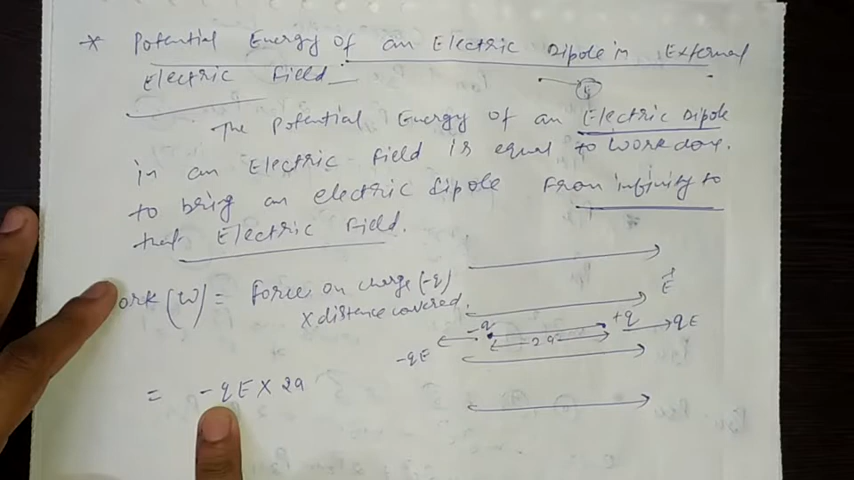 * Potential Energy of an Electric Dipole in External
Electric Field.
The Potential Energy of an Electric Dipole
in an Electric Field is equal to work done.
to bring an electric dipole From infinity to
that Electric Field.
ork (W) = Force on charge (-q)
x distance covered.
E
-q
+q
qE
2a
-qE
= -qE x 2a